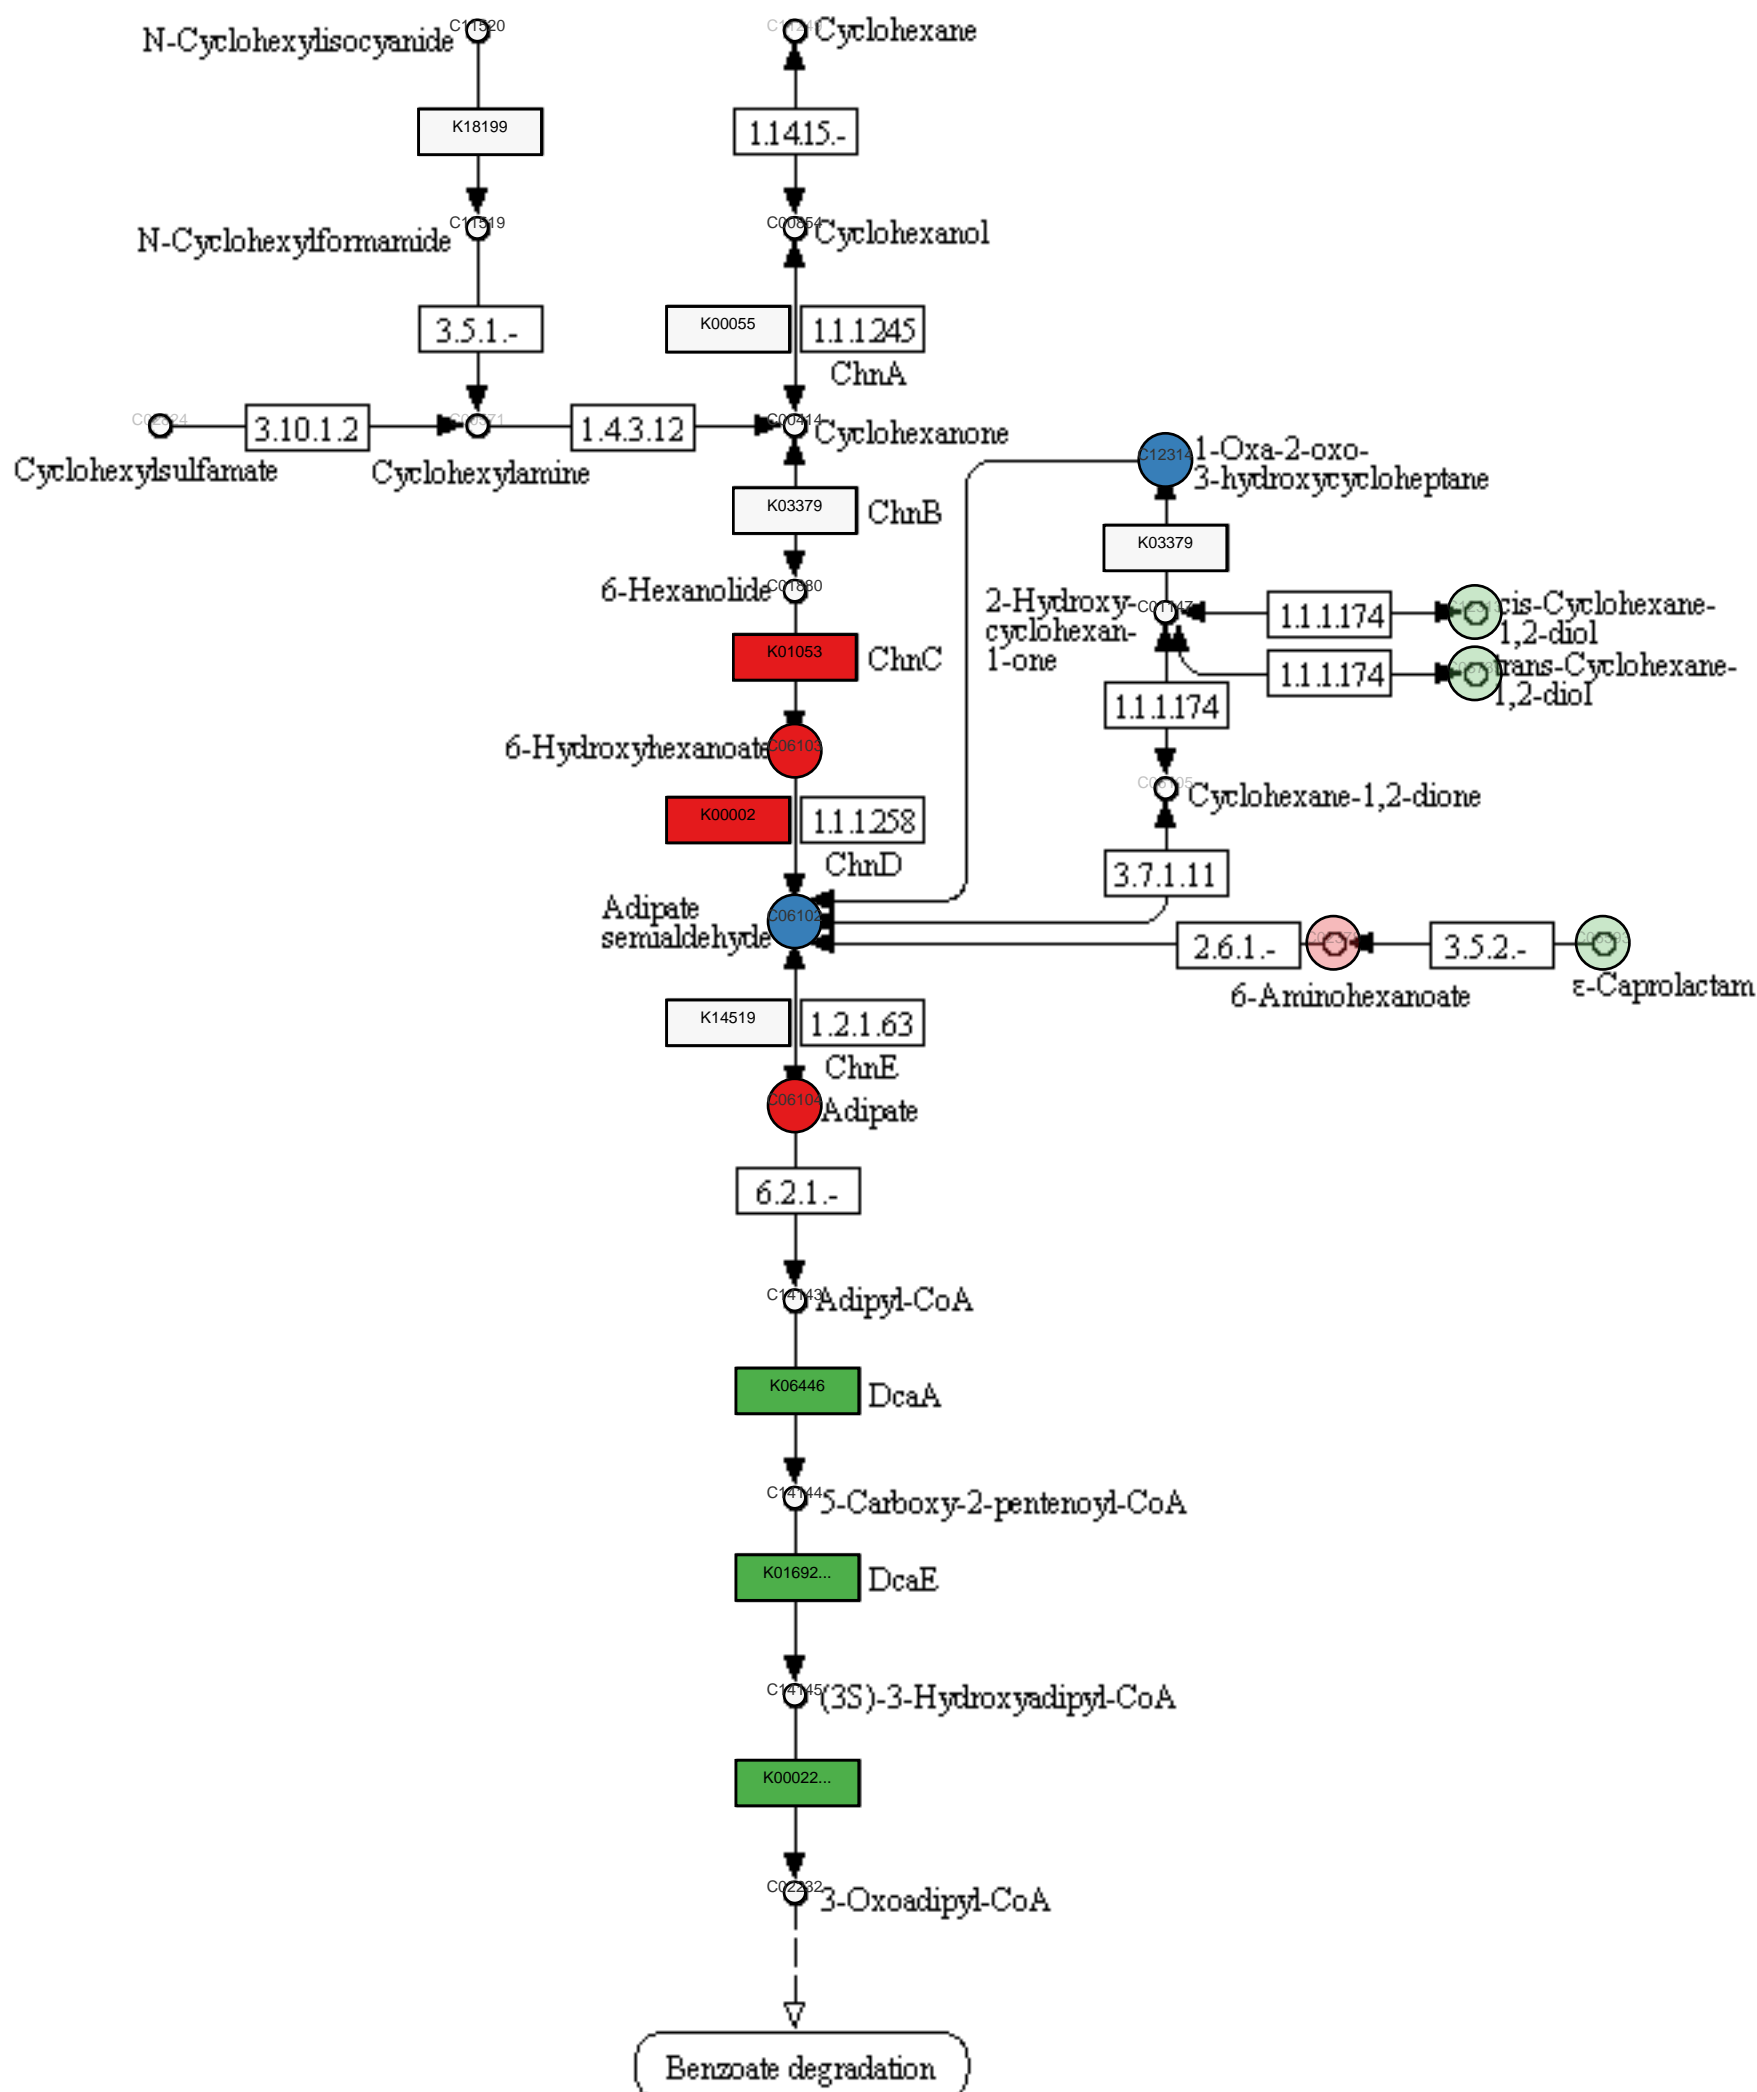 C11520
N-Cyclohexylisocyanide
Cyclohexane
K18199
1.14.15.-
C11519
N-Cyclohexylformamide
C00854
Cyclohexanol
3.5.1.-
K00055
1.1.1.245
ChnA
3.10.1.2
1.4.3.12
C00414
Cyclohexanone
Cyclohexylsulfamate
Cyclohexylamine
C12314
1-Oxa-2-oxo-
3-hydroxycycloheptane
K03379
ChnB
K03379
6-Hexanolide
C01880
2-Hydroxy-
cyclohexan-
1-one
C01147
1.1.1.174
cis-Cyclohexane-
1,2-diol
K01053
ChnC
1.1.1.174
trans-Cyclohexane-
1,2-diol
1.1.1.174
6-Hydroxyhexanoate
C06103
Cyclohexane-1,2-dione
K00002
1.1.1.258
ChnD
3.7.1.11
Adipate
semialdehyde
C06102
2.6.1.-
3.5.2.-
6-Aminohexanoate
ε-Caprolactam
K14519
1.2.1.63
ChnE
C06104
Adipate
6.2.1.-
C14143
Adipyl-CoA
K06446
DcaA
C14144
5-Carboxy-2-pentenoyl-CoA
K01692...
DcaE
C14145
(3S)-3-Hydroxyadipyl-CoA
K00022...
C02232
3-Oxoadipyl-CoA
Benzoate degradation